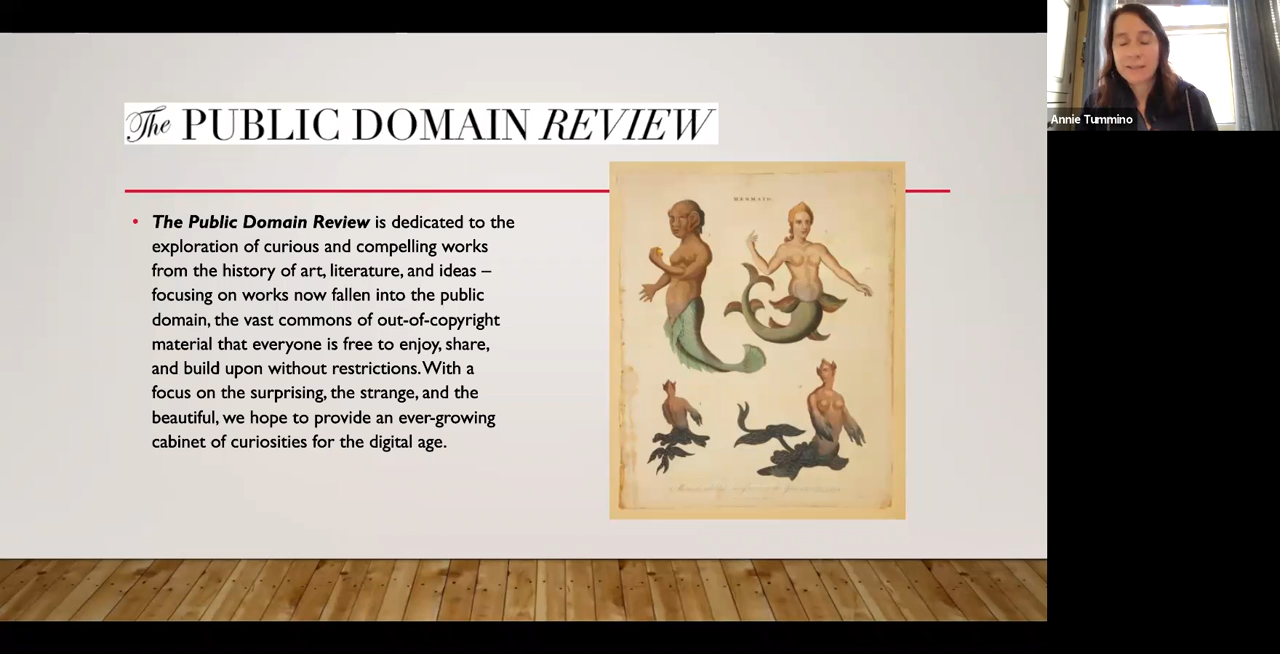 The PUBLIC DOMAIN REVIEW
• The Public Domain Review is dedicated to the
exploration of curious and compelling works
from the history of art, literature, and ideas –
focusing on works now fallen into the public
domain, the vast commons of out-of-copyright
material that everyone is free to enjoy, share,
and build upon without restrictions. With a
focus on the surprising, the strange, and the
beautiful, we hope to provide an ever-growing
cabinet of curiosities for the digital age.
MERMAID.
Annie Tummino